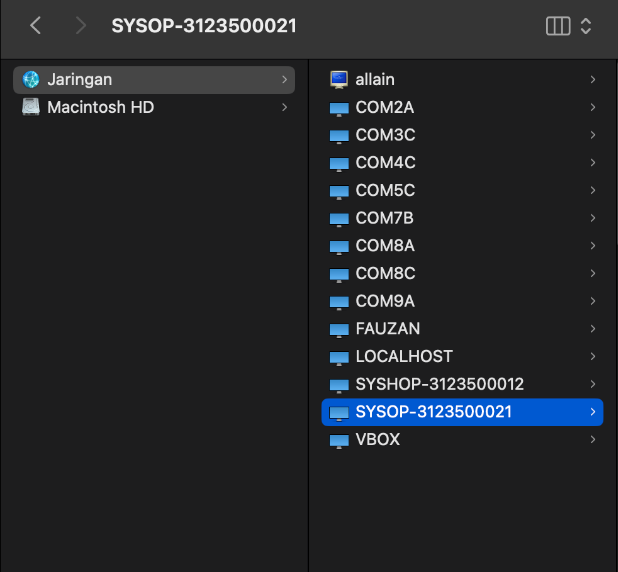 SYSOP-3123500021
Jaringan
Macintosh HD
allain
COM2A
COM3C
COM4C
COM5C
COM7B
COM8A
COM8C
COM9A
FAUZAN
LOCALHOST
SYSHOP-3123500012
SYSOP-3123500021
VBOX